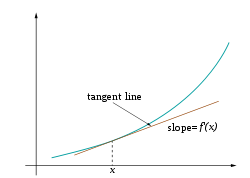 tangent line
slope=f'(x)
x